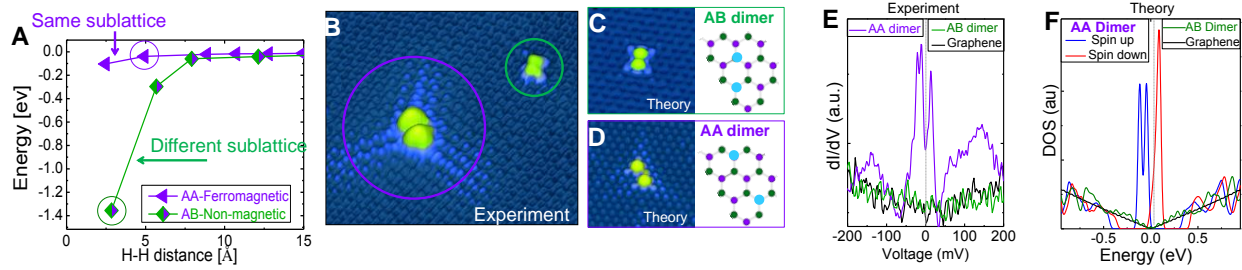 A
Same sublattice
Energy [ev]
0.0
-0.2
-0.4
-0.6
-0.8
-1.0
-1.2
-1.4
Different sublattice
AA-Ferromagnetic
AB-Non-magnetic
0
5
10
15
H-H distance [Å]
B
Experiment
C
Theory
AB dimer
D
Theory
AA dimer
E
Experiment
AA dimer
AB dimer
Graphene
dI/dV (a.u.)
-200
-100
0
100
200
Voltage (mV)
F
Theory
AA Dimer
Spin up
Spin down
AB Dimer
Graphene
DOS (au)
-0.5
0.0
0.5
Energy (eV)